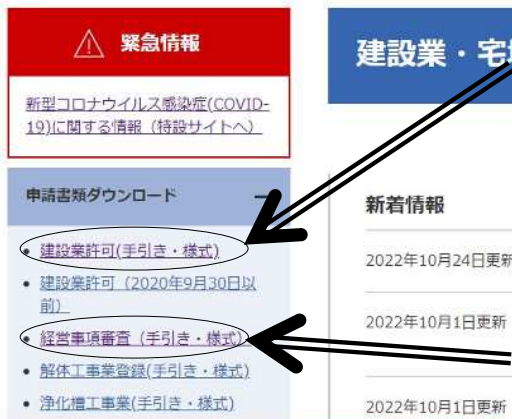 緊急情報
新型コロナウイルス感染症(COVID-
19)に関する情報（特設サイトへ）
申請書類ダウンロード
建設業許可(手引き・様式)
建設業許可（2020年9月30日以
前）
経営事項審査（手引き・様式）
解体工事業登録(手引き・様式)
浄化槽工事業(手引き・様式)
建設業・宅
新着情報
2022年10月24日更新
2022年10月1日更新
2022年10月1日更新